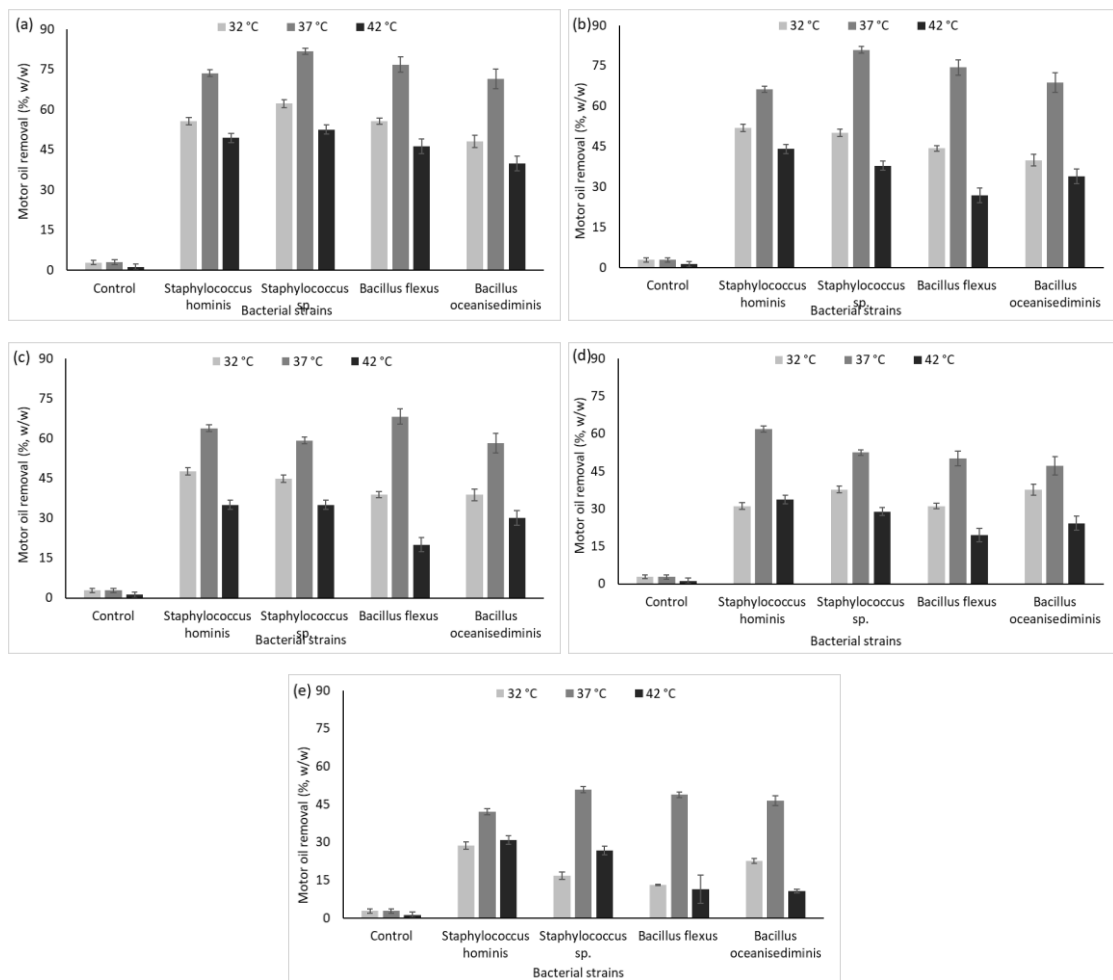 (a)
32 °C 37 °C 42 °C
Motor oil removal (%, w/w)
90
75
60
45
30
15
0
Control
Staphylococcus hominis
Staphylococcus sp.
Bacillus flexus
Bacillus oceanisediminis
Bacterial strains
(b)
32 °C 37 °C 42 °C
Motor oil removal (%, w/w)
90
75
60
45
30
15
0
Control
Staphylococcus hominis
Staphylococcus sp.
Bacillus flexus
Bacillus oceanisediminis
Bacterial strains
(c)
32 °C 37 °C 42 °C
Motor oil removal (%, w/w)
90
75
60
45
30
15
0
Control
Staphylococcus hominis
Staphylococcus sp.
Bacillus flexus
Bacillus oceanisediminis
Bacterial strains
(d)
32 °C 37 °C 42 °C
Motor oil removal (%, w/w)
90
75
60
45
30
15
0
Control
Staphylococcus hominis
Staphylococcus sp.
Bacillus flexus
Bacillus oceanisediminis
Bacterial strains
(e)
32 °C 37 °C 42 °C
Motor oil removal (%, w/w)
90
75
60
45
30
15
0
Control
Staphylococcus hominis
Staphylococcus sp.
Bacillus flexus
Bacillus oceanisediminis
Bacterial strains